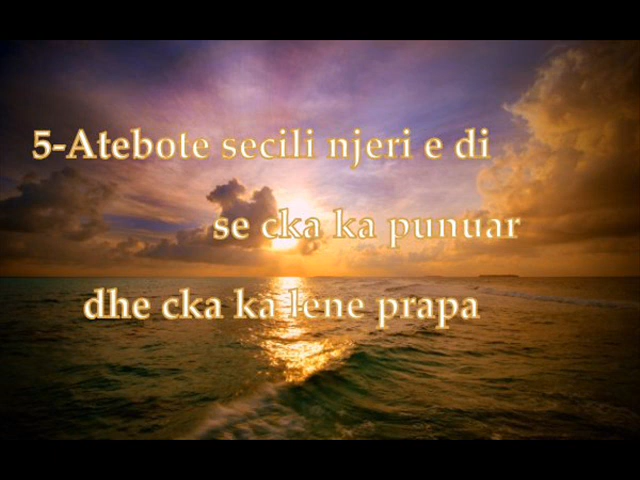 5-Atebote secili njeri e di
se cka ka punuar
dhe cka ka lene prapa